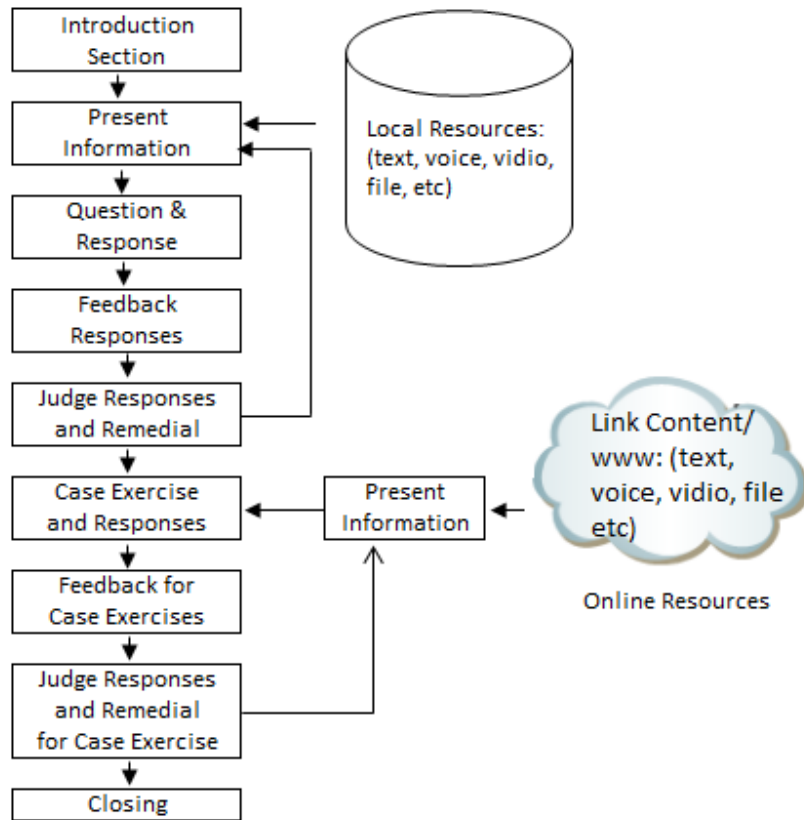 Introduction
Section
Present
Information
Local Resources:
(text, voice, vidio,
file, etc)
Question &
Response
Feedback
Responses
Judge Responses
and Remedial
Case Exercise
and Responses
Present
Information
Link Content/
www: (text,
voice, vidio, file
etc)
Online Resources
Feedback for
Case Exercises
Judge Responses
and Remedial
for Case Exercise
Closing